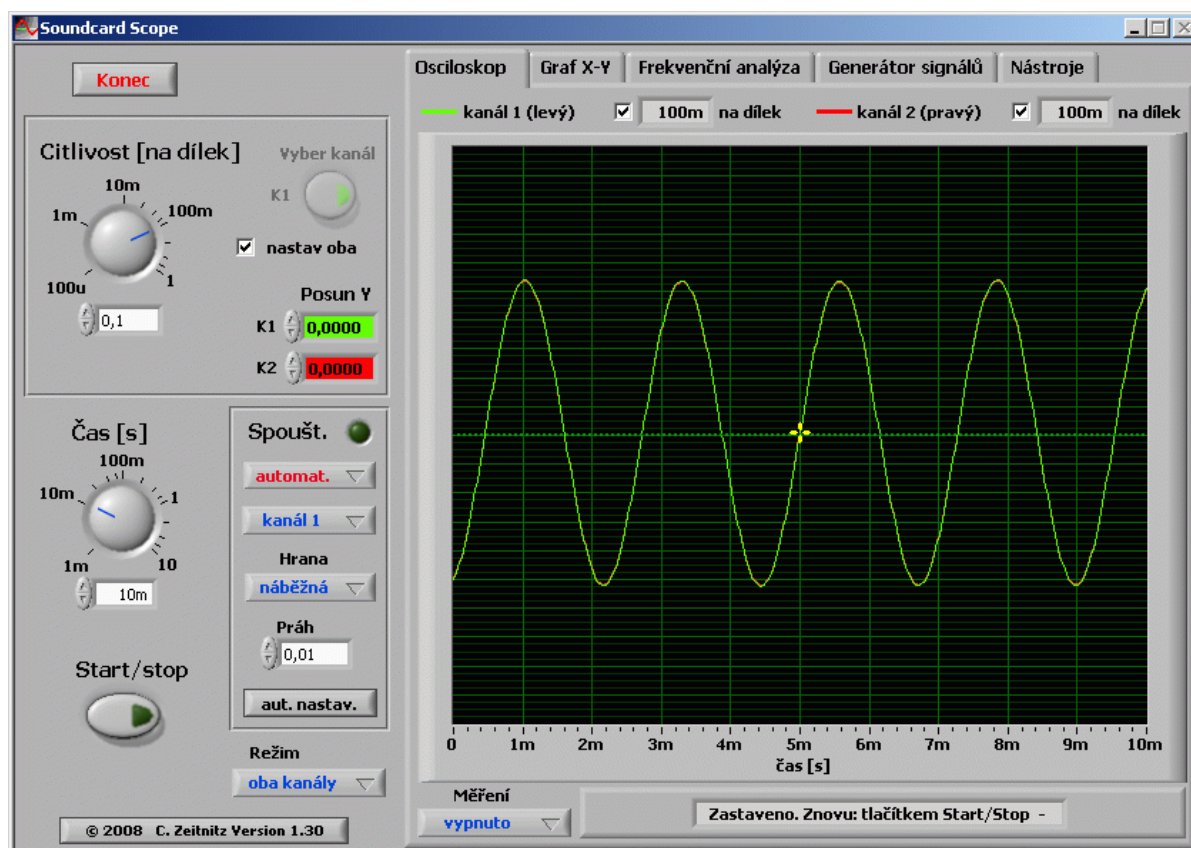 Soundcard Scope
Konec
Citlivost [na dílek]
Vyber kanál
10m
K1
1m
100m
nastav oba
100u
1
Posun Y
0,1
K1 0,0000
K2 0,0000
Čas [s]
100m
10m
1
1m
10
10m
Start/stop
Spoušt.
automat.
kanál 1
Hrana
náběžná
Práh
0,01
aut. nastav.
Režim
oba kanály
© 2008 C. Zeitnitz Version 1.30
Osciloskop Graf X-Y Frekvenční analýza Generátor signálů Nástroje
kanál 1 (levý) 100m na dílek kanál 2 (pravý) 100m na dílek
0 1m 2m 3m 4m 5m 6m 7m 8m 9m 10m
čas [s]
Měření
vypnuto
Zastaveno. Znovu: tlačítkem Start/Stop -